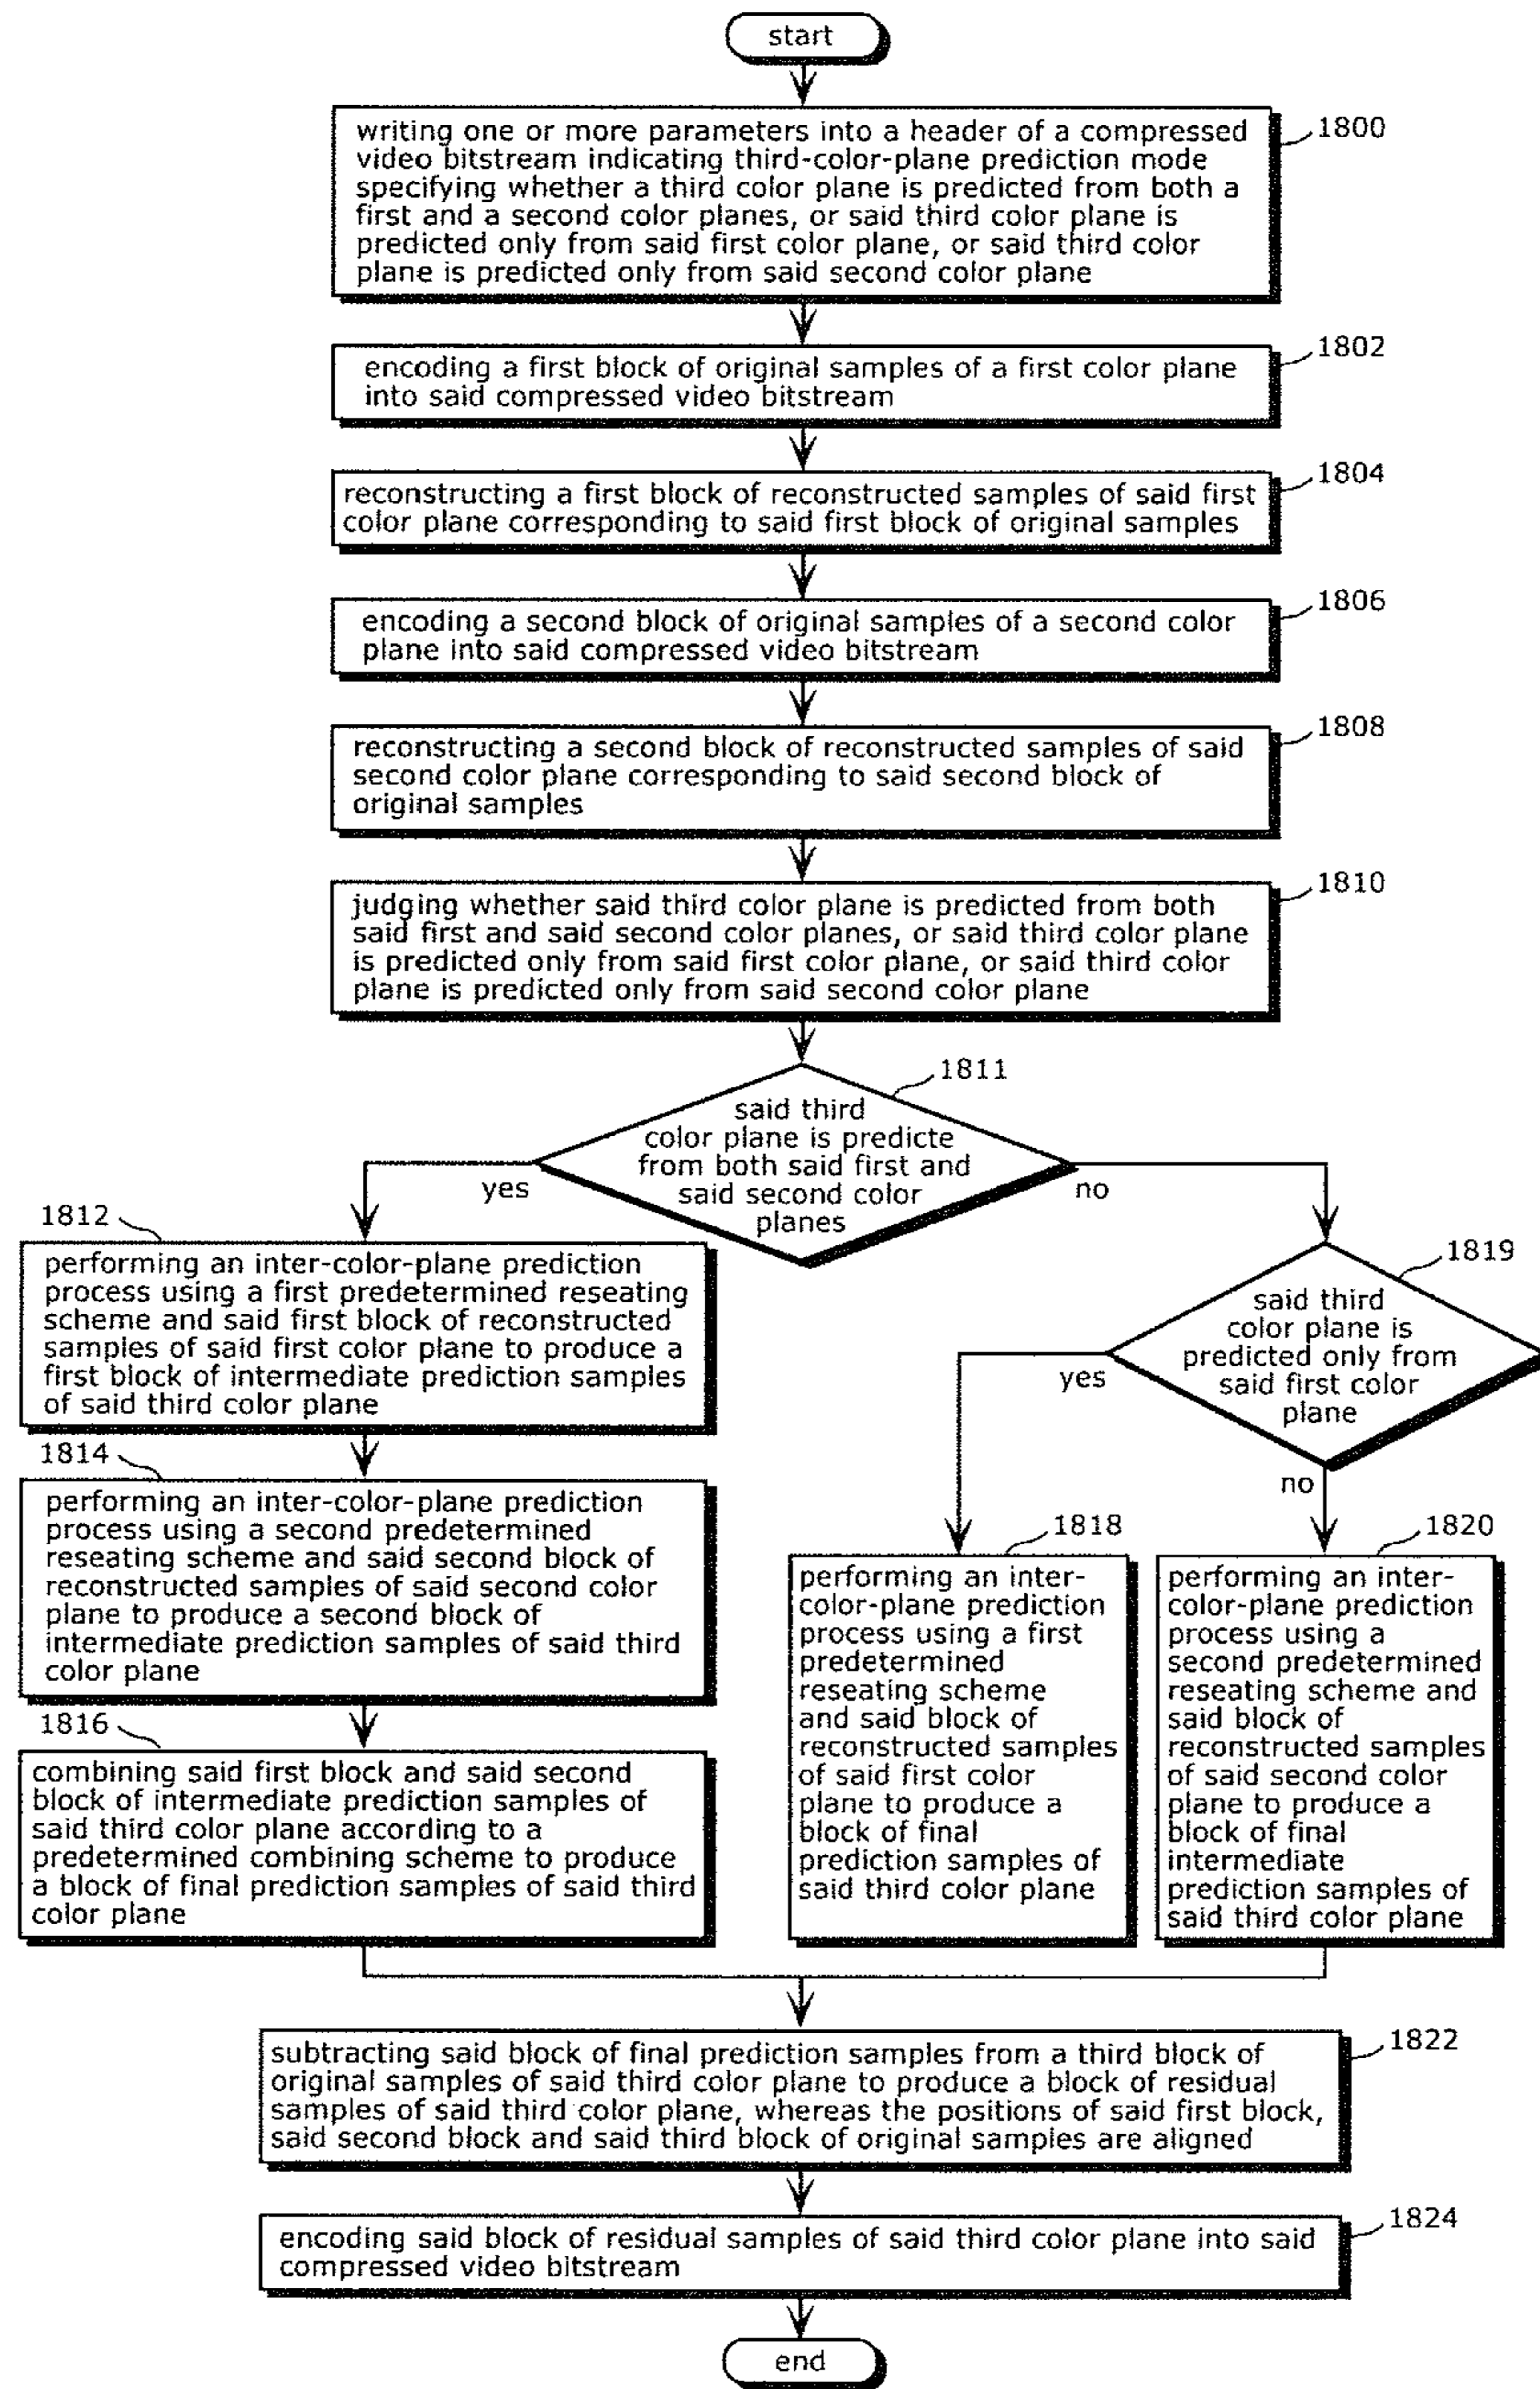 start
1800
writing one or more parameters into a header of a compressed
video bitstream indicating third-color-plane prediction mode
specifying whether a third color plane is predicted from both a
first and a second color planes, or said third color plane is
predicted only from said first color plane, or said third color
plane is predicted only from said second color plane
1802
encoding a first block of original samples of a first color plane
into said compressed video bitstream
1804
reconstructing a first block of reconstructed samples of said first
color plane corresponding to said first block of original samples
1806
encoding a second block of original samples of a second color
plane into said compressed video bitstream
1808
reconstructing a second block of reconstructed samples of said
second color plane corresponding to said second block of
original samples
1810
judging whether said third color plane is predicted from both
said first and said second color planes, or said third color plane
is predicted only from said first color plane, or said third color
plane is predicted only from said second color plane
1811
said third
color plane is predicte
from both said first and
said second color
planes
yes
no
1812
performing an inter-color-plane prediction
process using a first predetermined reseating
scheme and said first block of reconstructed
samples of said first color plane to produce a
first block of intermediate prediction samples
of said third color plane
1819
said third
color plane is
predicted only from
said first color
plane
yes
no
1814
performing an inter-color-plane prediction
process using a second predetermined
reseating scheme and said second block of
reconstructed samples of said second color
plane to produce a second block of
intermediate prediction samples of said third
color plane
1816
combining said first block and said second
block of intermediate prediction samples of
said third color plane according to a
predetermined combining scheme to produce
a block of final prediction samples of said third
color plane
1818
performing an inter-
color-plane prediction
process using a first
predetermined
reseating scheme
and said block of
reconstructed samples
of said first color
plane to produce a
block of final
prediction samples of
said third color plane
1820
performing an inter-
color-plane prediction
process using a
second predetermined
reseating scheme and
said block of
reconstructed samples
of said second color
plane to produce a
block of final
intermediate
prediction samples of
said third color plane
1822
subtracting said block of final prediction samples from a third block of
original samples of said third color plane to produce a block of residual
samples of said third color plane, whereas the positions of said first block,
said second block and said third block of original samples are aligned
1824
encoding said block of residual samples of said third color plane into said
compressed video bitstream
end